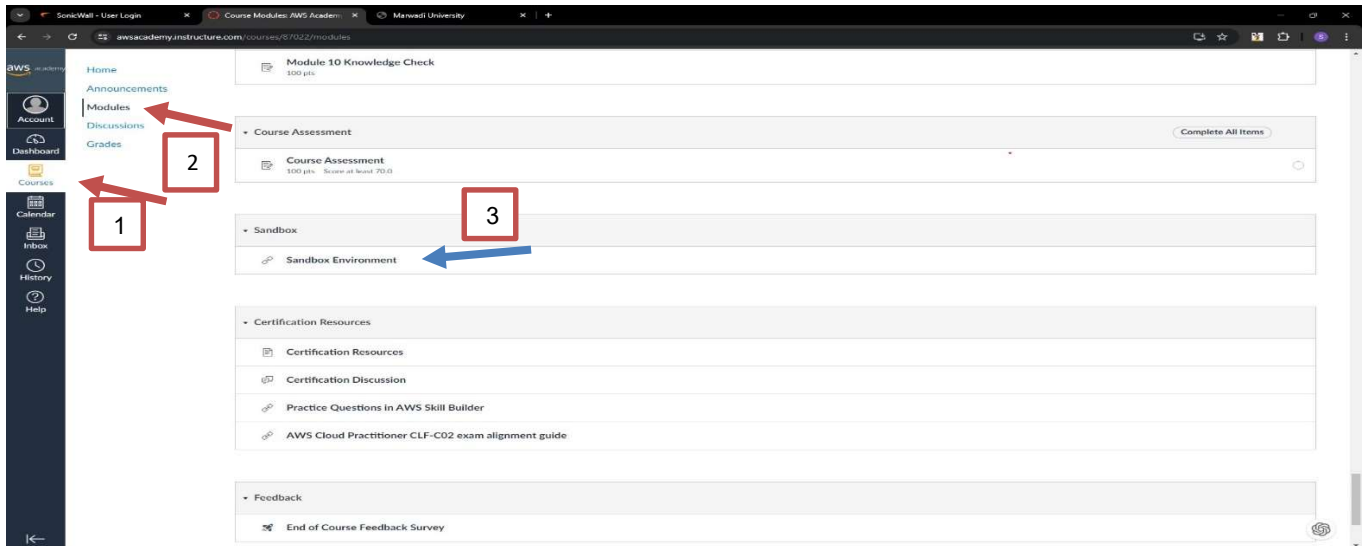 SonicWall - User Login
Course Modules: AWS Academ
Marwadi University
awsacademy.instructure.com/courses/87022/modules
S
aws academy
Account
Dashboard
Courses
Calendar
Inbox
History
Help
Home
Announcements
Modules
Discussions
Grades
1
2
3
Module 10 Knowledge Check
100 pts
Course Assessment
Complete All Items
Course Assessment
100 pts Score at least 70.0
Sandbox
Sandbox Environment
Certification Resources
Certification Resources
Certification Discussion
Practice Questions in AWS Skill Builder
AWS Cloud Practitioner CLF-C02 exam alignment guide
Feedback
End of Course Feedback Survey